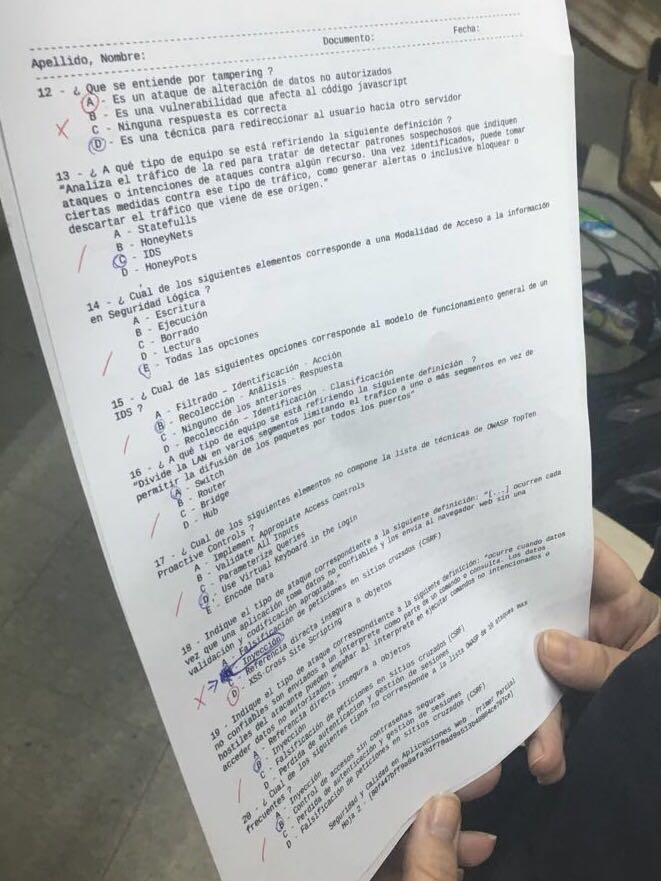 Apellido, Nombre:
Documento:
Fecha:
12 - ¿ Que se entiende por tampering ?
A - Es un ataque de alteración de datos no autorizados
B - Es una vulnerabilidad que afecta al código javascript
C - Ninguna respuesta es correcta
D - Es una técnica para redireccionar al usuario hacia otro servidor
13 - ¿ A qué tipo de equipo se está refiriendo la siguiente definición ?
"Analiza el tráfico de la red para tratar de detectar patrones sospechosos que indiquen
ataques o intenciones de ataques contra algún recurso. Una vez identificados, puede tomar
ciertas medidas contra ese tipo de tráfico, como generar alertas o inclusive bloquear o
descartar el tráfico que viene de ese origen."
A - Statefulls
B - HoneyNets
C - IDS
D - HoneyPots
14 - ¿ Cuál de los siguientes elementos corresponde a una Modalidad de Acceso a la información
en Seguridad Lógica ?
A - Escritura
B - Ejecución
C - Borrado
D - Lectura
E - Todas las opciones
15 - ¿ Cual de las siguientes opciones corresponde al modelo de funcionamiento general de un
IDS ?
A - Filtrado - Identificación - Acción
B - Recolección - Análisis - Respuesta
C - Ninguno de los anteriores
D - Recolección - Identificación - Clasificación
16 - ¿ A qué tipo de equipo se está refiriendo la siguiente definición ?
"Divide la LAN en varios segmentos limitando el trafico a uno o más segmentos en vez de
permitir la difusión de los paquetes por todos los puertos"
A - Switch
B - Router
C - Bridge
D - Hub
17 - ¿ Cual de los siguientes elementos no compone la lista de técnicas de OWASP TopTen
Proactive Controls ?
A - Implement Appropiate Access Controls
B - Validate All Inputs
C - Parameterize Queries
D - Use Virtual Keyboard in the Login
E - Encode Data
18 - Indique el tipo de ataque correspondiente a la siguiente definición: "[...] ocurren cada
vez que una aplicación toma datos no confiables y los envía al navegador web sin una
validación y codificación apropiada."
A - Falsificación de peticiones en sitios cruzados (CSRF)
B - Inyección
C - Referencia directa insegura a objetos
D - XSS Cross Site Scripting
19 - Indique el tipo de ataque correspondiente a la siguiente definición: "ocurre cuando datos
no confiables son enviados a un interprete como parte de un comando o consulta. Los datos
hostiles del atacante pueden engañar al interprete en ejecutar comandos no intencionados o
acceder datos no autorizados."
A - Referencia directa insegura a objetos
B - Inyección
C - Falsificación de peticiones en sitios cruzados (CSRF)
D - Perdida de autenticación y gestión de sesiones
20 - ¿ Cual de los siguientes tipos no corresponde a la lista OWASP de 10 ataques mas
frecuentes ?
A - Inyección
B - Control de accesos sin contraseñas seguras
C - Perdida de autenticación y gestión de sesiones
D - Falsificación de peticiones en sitios cruzados (CSRF)
Seguridad y Calidad en Aplicaciones Web - Primer Parcial
Hoja 2 -